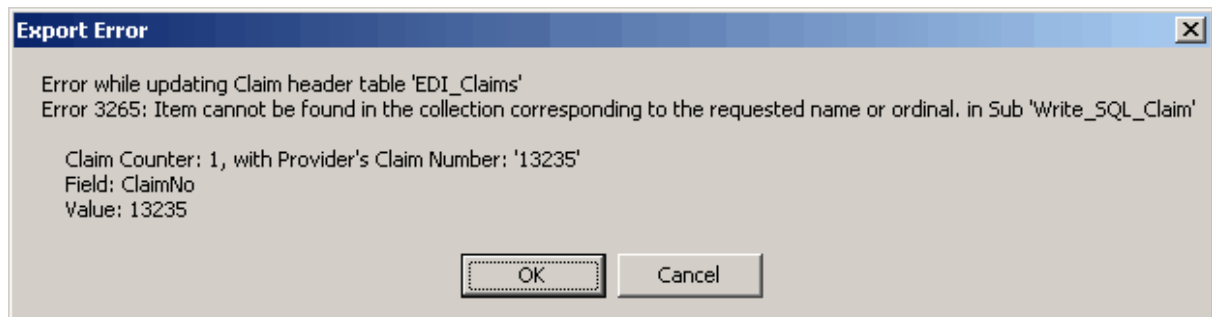 Export Error
Error while updating Claim header table 'EDI_Claims'
Error 3265: Item cannot be found in the collection corresponding to the requested name or ordinal. in Sub 'Write_SQL_Claim'
Claim Counter: 1, with Provider's Claim Number: '13235'
Field: ClaimNo
Value: 13235
OK
Cancel